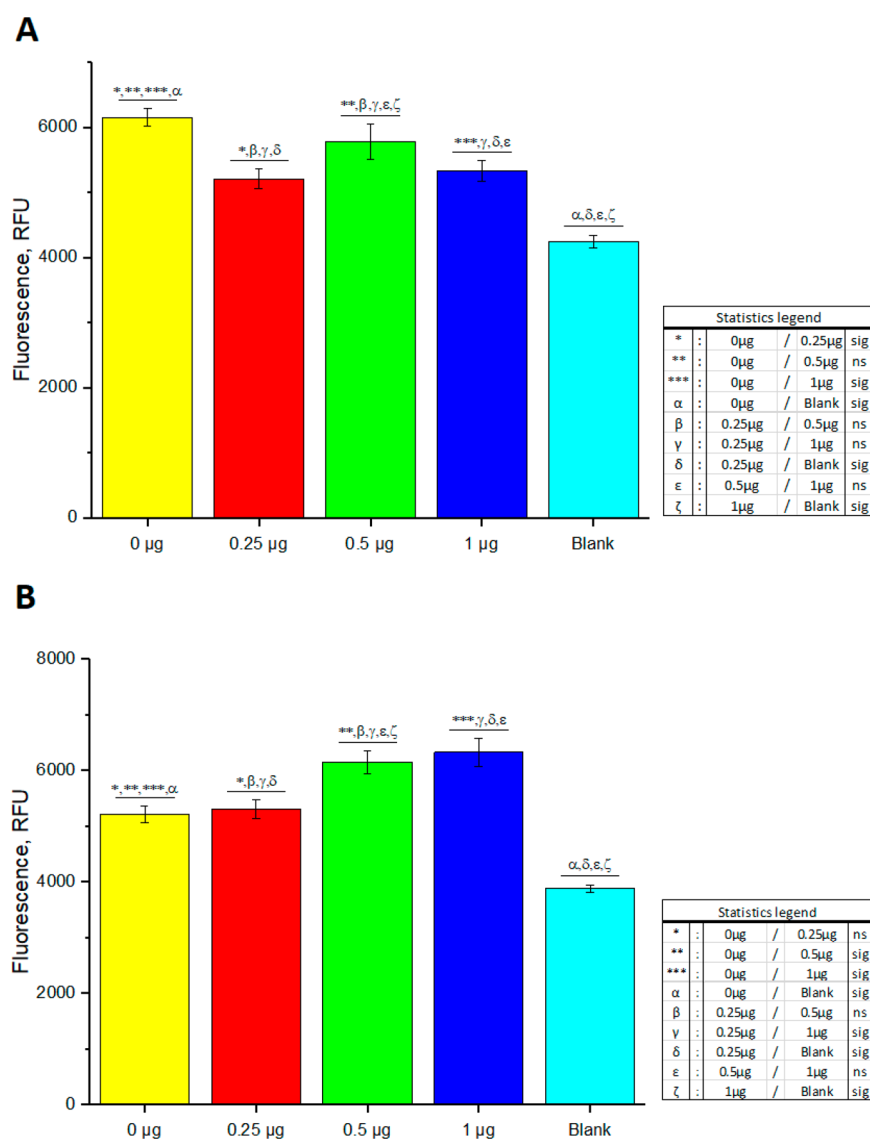 A
*,**,***,α
**,β,γ,ε,ζ
*,β,γ,δ
***,γ,δ,ε
α,δ,ε,ζ
6000
4000
2000
0
Fluorescence, RFU
0 µg 0.25 µg 0.5 µg 1 µg Blank
Statistics legend
* : 0µg / 0.25µg sig
** : 0µg / 0.5µg ns
*** : 0µg / 1µg sig
α : 0µg / Blank sig
β : 0.25µg / 0.5µg ns
γ : 0.25µg / 1µg ns
δ : 0.25µg / Blank sig
ε : 0.5µg / 1µg ns
ζ : 1µg / Blank sig
B
8000
***,γ,δ,ε
**,β,γ,ε,ζ
*,**,***,α
*,β,γ,δ
α,δ,ε,ζ
6000
4000
2000
0
Fluorescence, RFU
0 µg 0.25 µg 0.5 µg 1 µg Blank
Statistics legend
* : 0µg / 0.25µg ns
** : 0µg / 0.5µg sig
*** : 0µg / 1µg sig
α : 0µg / Blank sig
β : 0.25µg / 0.5µg ns
γ : 0.25µg / 1µg sig
δ : 0.25µg / Blank sig
ε : 0.5µg / 1µg ns
ζ : 1µg / Blank sig